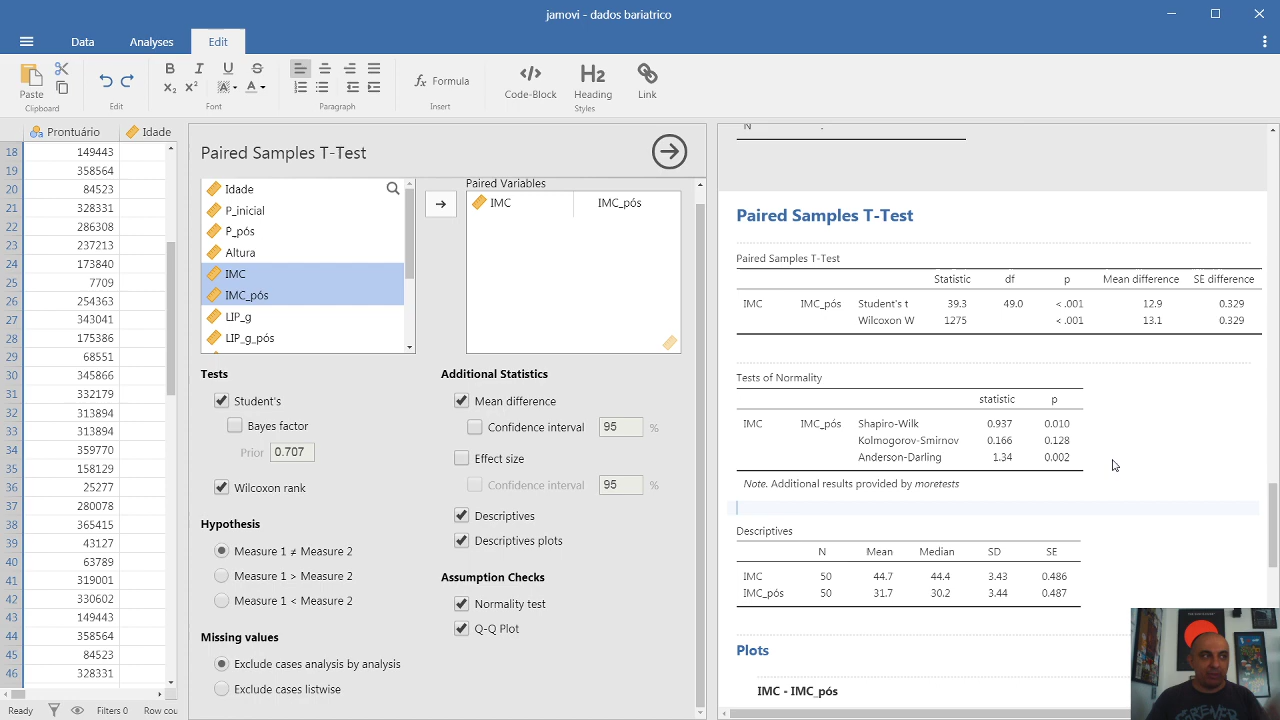 jamovi - dados bariatrico
Data Analyses Edit
Paste
Clipboard
Edit
B I U S
X₂ X² A A
Font
Paragraph
fx Formula
Insert
Code-Block
H2
Heading
Link
Styles
Prontuário Idade
18 149443
19 358564
20 84523
21 328331
22 286308
23 237213
24 173840
25 7709
26 254363
27 343041
28 175386
29 68551
30 345866
31 332179
32 313894
33 313894
34 359770
35 158129
36 25277
37 280078
38 365415
39 43127
40 63789
41 319001
42 330602
43 149443
44 358564
45 84523
46 328331
Ready Filters 0 Row cou
Paired Samples T-Test
Idade
P_inicial
P_pós
Altura
IMC
IMC_pós
LIP_g
LIP_g_pós
Paired Variables
IMC IMC_pós
Tests
Student's
Bayes factor
Prior 0.707
Wilcoxon rank
Hypothesis
Measure 1 ≠ Measure 2
Measure 1 > Measure 2
Measure 1 < Measure 2
Missing values
Exclude cases analysis by analysis
Exclude cases listwise
Additional Statistics
Mean difference
Confidence interval 95 %
Effect size
Confidence interval 95 %
Descriptives
Descriptives plots
Assumption Checks
Normality test
Q-Q Plot
N .
Paired Samples T-Test
Paired Samples T-Test
Statistic df p Mean difference SE difference
IMC IMC_pós Student's t 39.3 49.0 < .001 12.9 0.329
Wilcoxon W 1275 < .001 13.1 0.329
Tests of Normality
statistic p
IMC IMC_pós Shapiro-Wilk 0.937 0.010
Kolmogorov-Smirnov 0.166 0.128
Anderson-Darling 1.34 0.002
Note. Additional results provided by moretests
Descriptives
N Mean Median SD SE
IMC 50 44.7 44.4 3.43 0.486
IMC_pós 50 31.7 30.2 3.44 0.487
Plots
IMC - IMC_pós